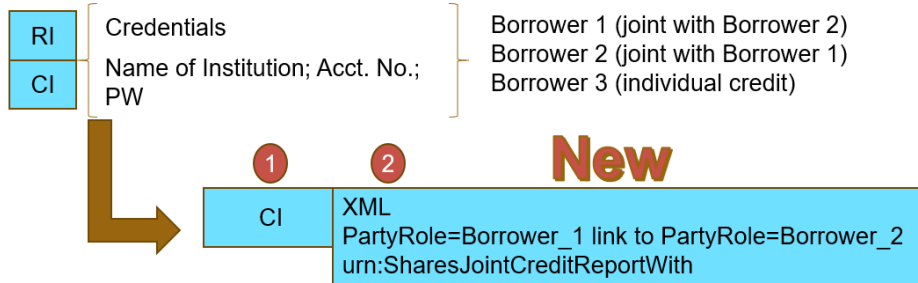 RI
CI
Credentials
Name of Institution; Acct. No.;
PW
Borrower 1 (joint with Borrower 2)
Borrower 2 (joint with Borrower 1)
Borrower 3 (individual credit)
1
2
New
CI
XML
PartyRole=Borrower_1 link to PartyRole=Borrower_2
urn:SharesJointCreditReportWith